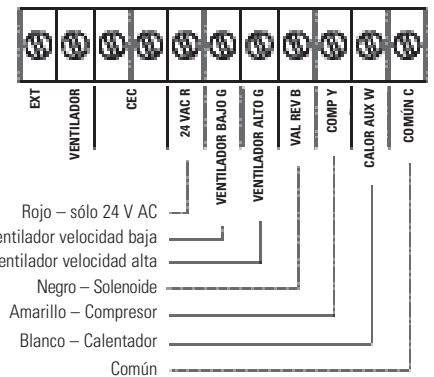 EXT
VENTILADOR
CEC
24 VAC R
VENTILADOR BAJO G
VENTILADOR ALTO G
VAL REV B
COMP Y
CALOR AUX W
COMÚN C
Rojo – sólo 24 V AC
entilador velocidad baja
entilador velocidad alta
Negro – Solenoide
Amarillo – Compresor
Blanco – Calentador
Común